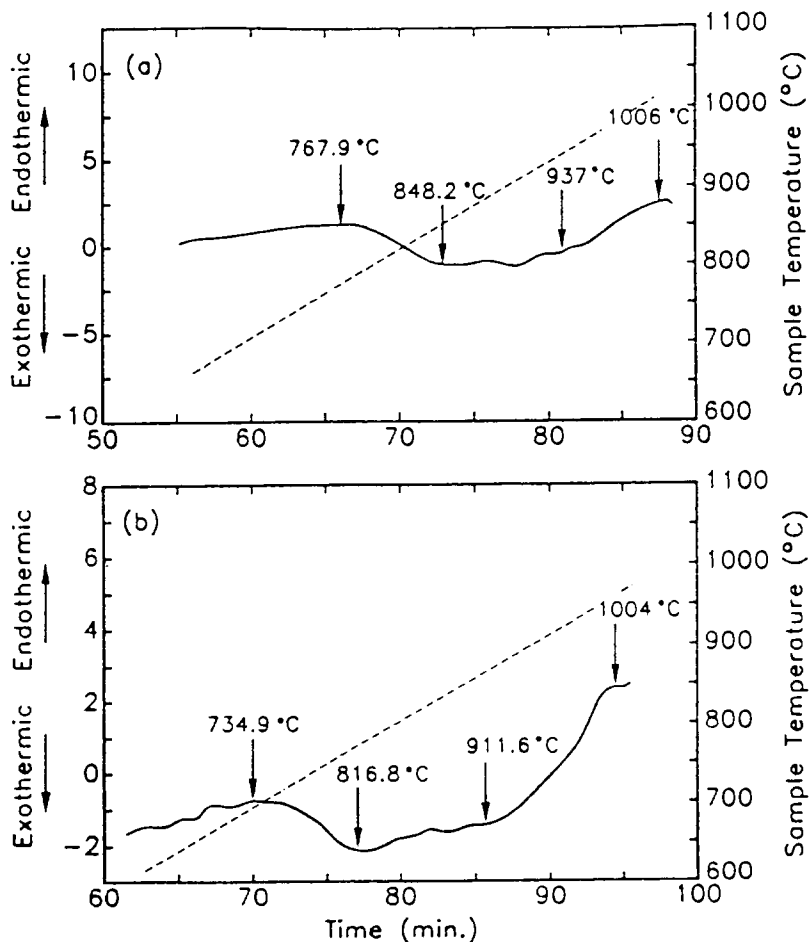 (a)
Endothermic
Exothermic
10
5
0
−5
−10
767.9 °C
848.2 °C
937 °C
1006 °C
1100
1000
900
800
700
600
Sample Temperature (°C)
50
60
70
80
90
(b)
Endothermic
Exothermic
8
6
4
2
0
−2
734.9 °C
816.8 °C
911.6 °C
1004 °C
1100
1000
900
800
700
600
Sample Temperature (°C)
60
70
80
90
100
Time (min.)